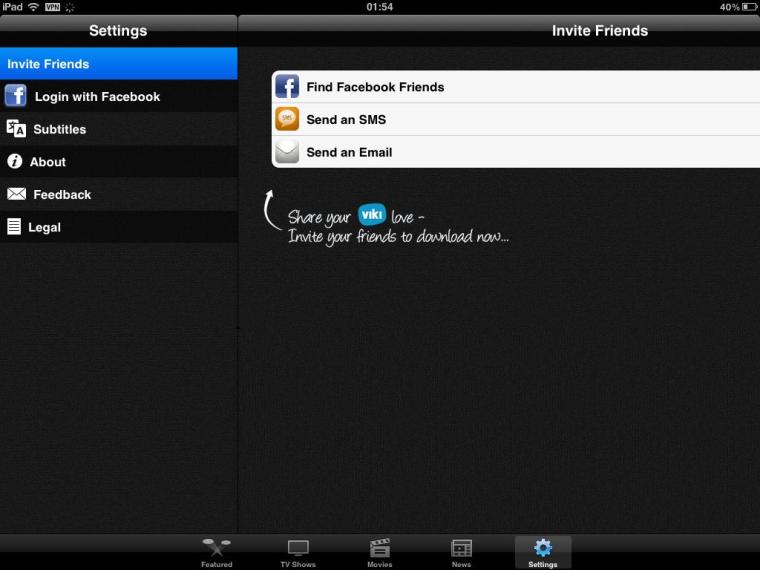 iPad VPN 01:54 40%
Settings
Invite Friends
Invite Friends
Login with Facebook
Subtitles
About
Feedback
Legal
Find Facebook Friends
SMS Send an SMS
Send an Email
Share your viki love -
Invite your friends to download now...
Featured TV Shows Movies News Settings